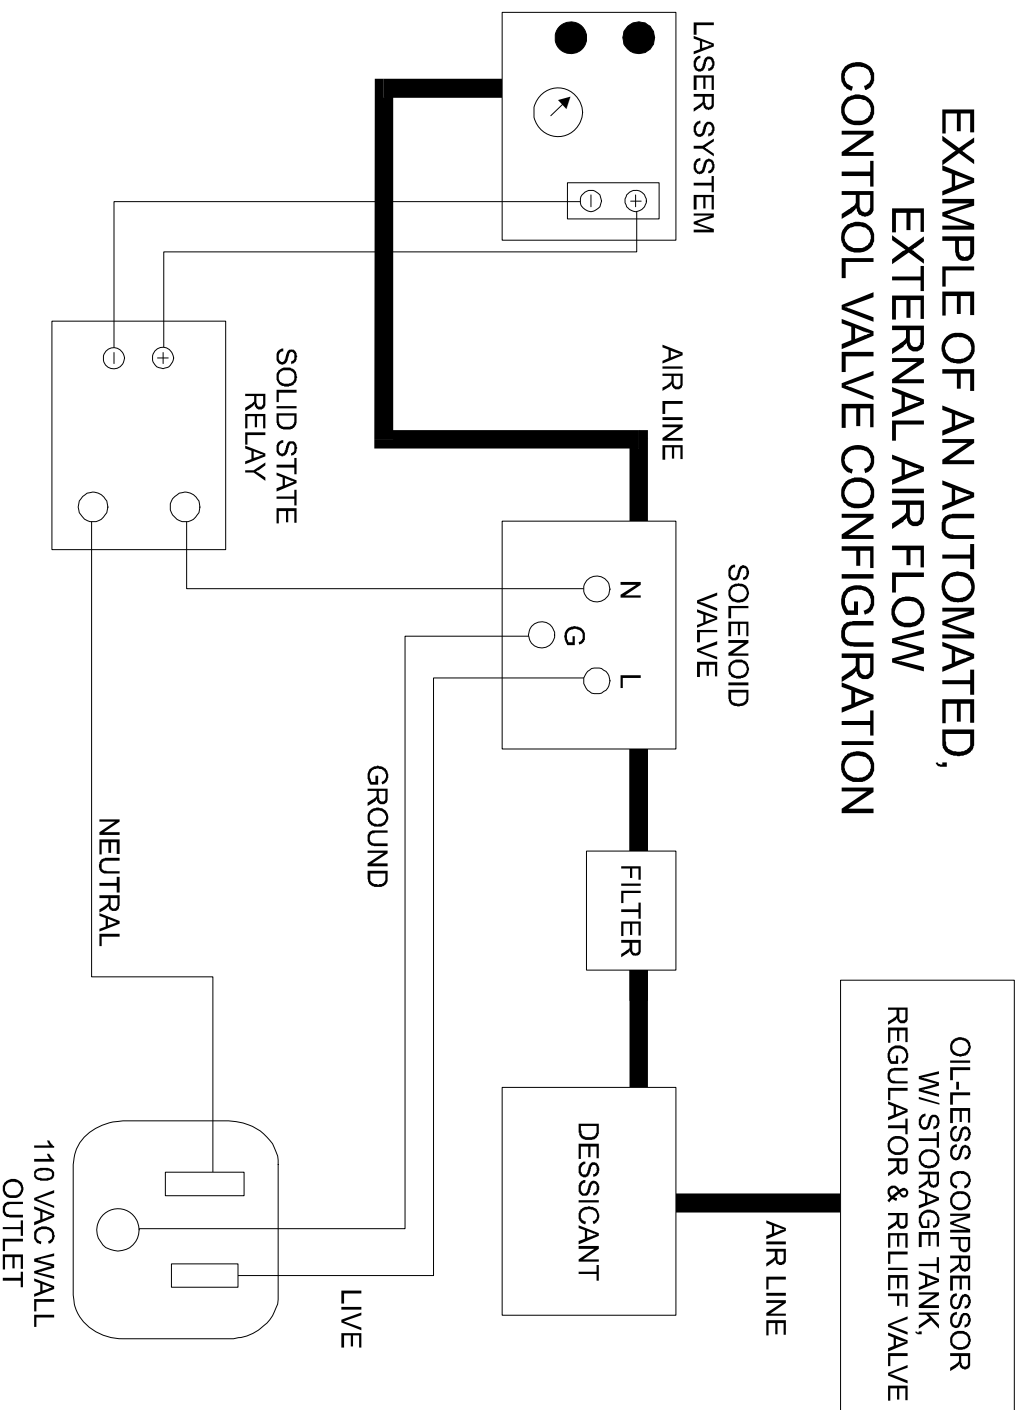 EXAMPLE OF AN AUTOMATED,
EXTERNAL AIR FLOW
CONTROL VALVE CONFIGURATION
OIL-LESS COMPRESSOR
W/ STORAGE TANK,
REGULATOR & RELIEF VALVE
LASER SYSTEM
AIR LINE
SOLENOID
VALVE
N
G
L
FILTER
DESSICANT
AIR LINE
SOLID STATE
RELAY
GROUND
NEUTRAL
LIVE
110 VAC WALL
OUTLET